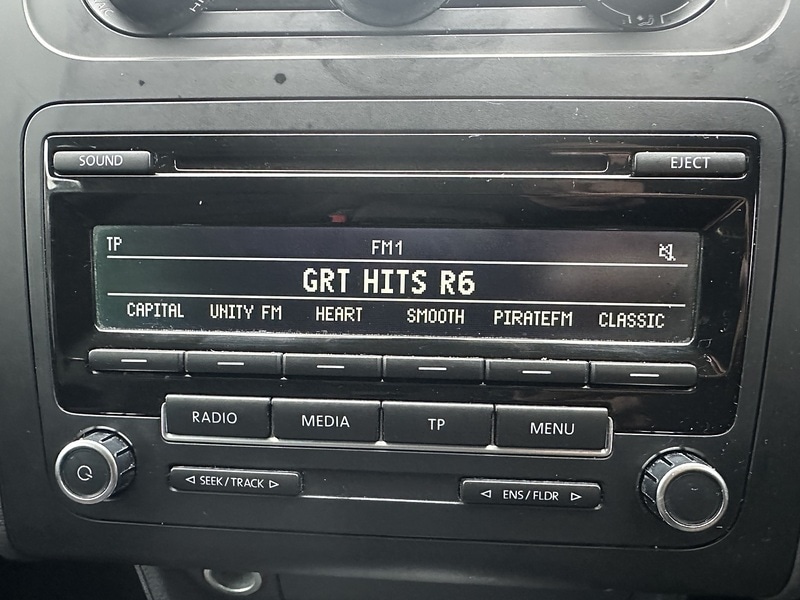 SOUND EJECT
TP FM1
GRT HITS R6
CAPITAL UNITY FM HEART SMOOTH PIRATEFM CLASSIC
RADIO MEDIA TP MENU
SEEK / TRACK ENS / FLDR